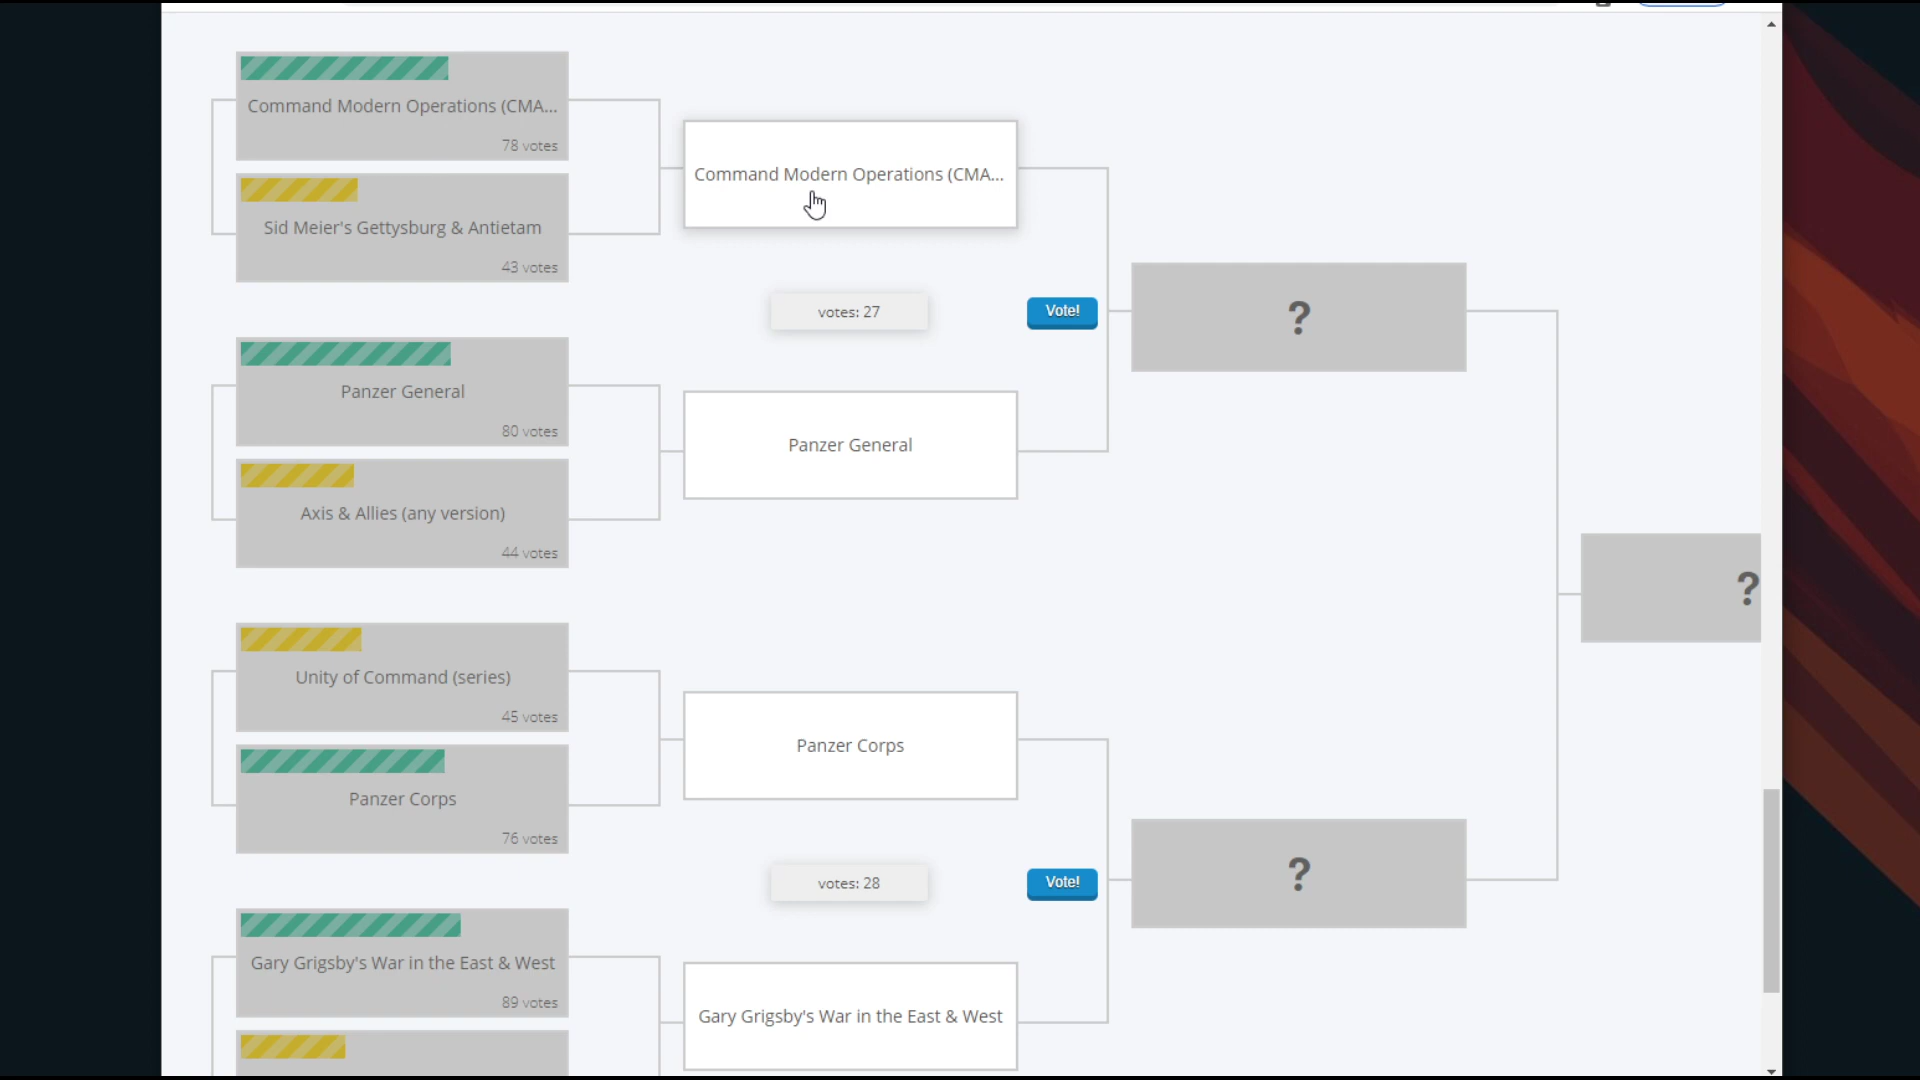 Command Modern Operations (CMA...
78 votes
Sid Meier's Gettysburg & Antietam
43 votes
Command Modern Operations (CMA...
votes: 27
Vote!
?
Panzer General
80 votes
Axis & Allies (any version)
44 votes
Panzer General
?
Unity of Command (series)
45 votes
Panzer Corps
76 votes
Panzer Corps
votes: 28
Vote!
?
Gary Grigsby's War in the East & West
89 votes
Gary Grigsby's War in the East & West